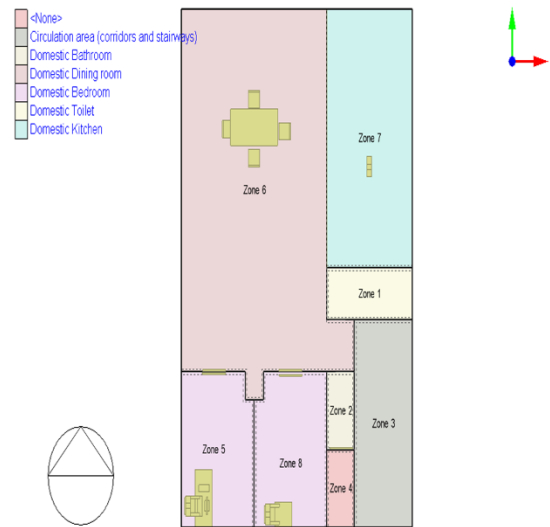 <None>
Circulation area (corridors and stairways)
Domestic Bathroom
Domestic Dining room
Domestic Bedroom
Domestic Toilet
Domestic Kitchen
Zone 7
Zone 6
Zone 1
Zone 2
Zone 3
Zone 5
Zone 8
Zone 4